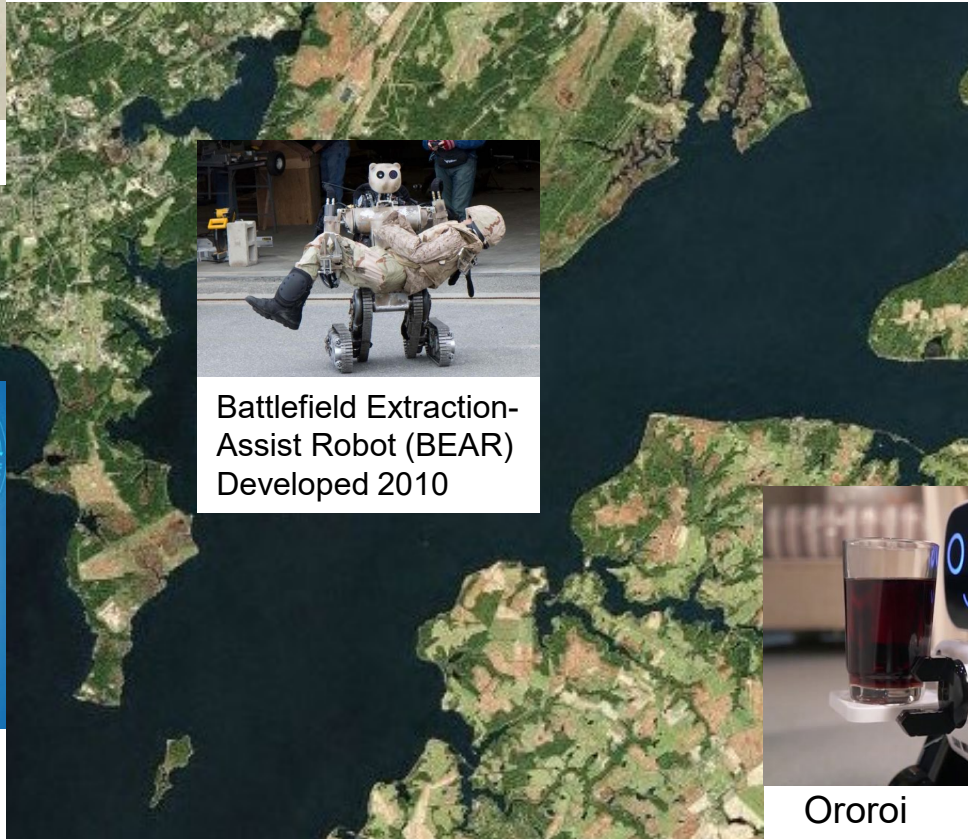 Battlefield Extraction-
Assist Robot (BEAR)
Developed 2010
Ororoi